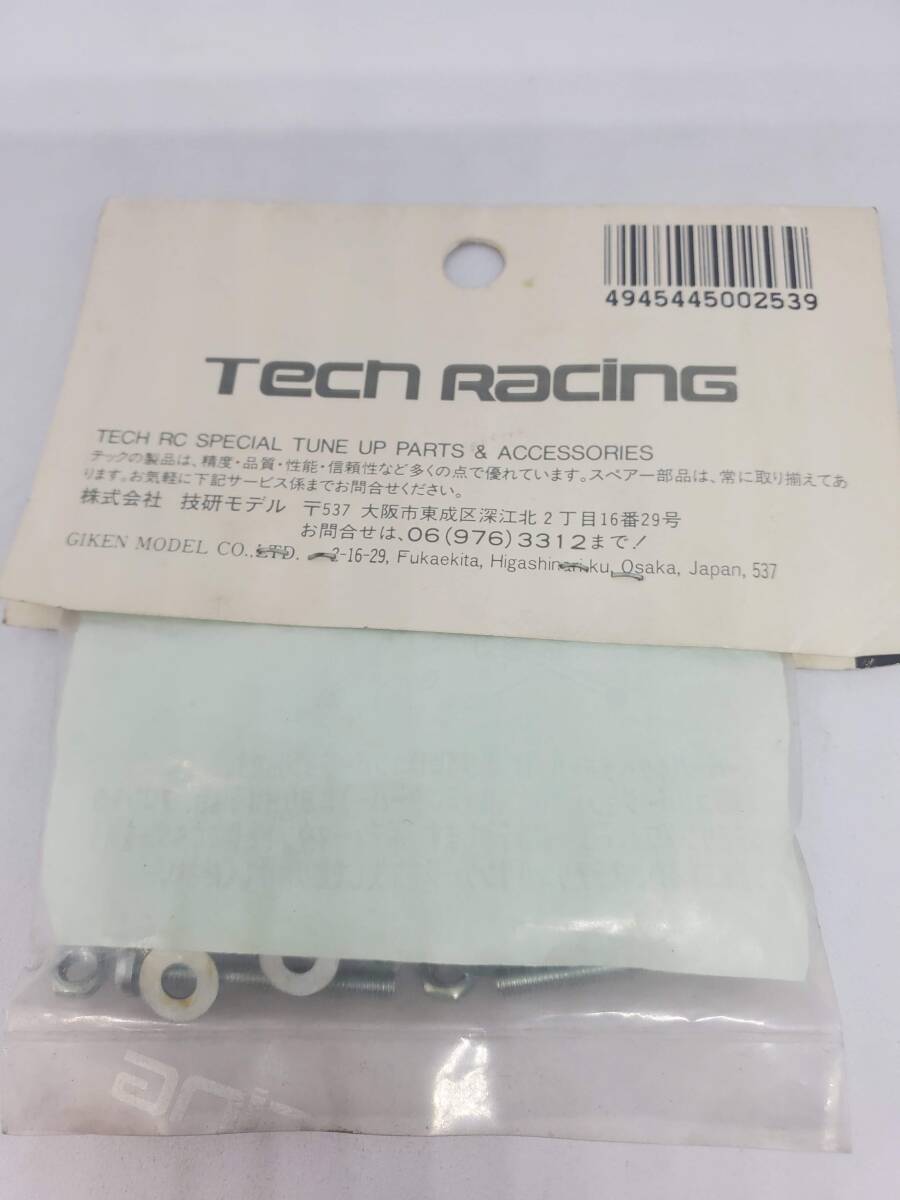 4945445002539
Tech Racing
TECH RC SPECIAL TUNE UP PARTS & ACCESSORIES
テックの製品は、精度・品質・性能・信頼性など多くの点で優れています。スペアー部品は、常に取り揃えてあ
ります。お気軽に下記サービス係までお問合せください。
株式会社 技研モデル 〒537 大阪市東成区深江北2丁目16番29号
お問合せは、06(976)3312まで!
GIKEN MODEL CO., LTD. 2-16-29, Fukaekita, Higashinari-ku, Osaka, Japan, 537